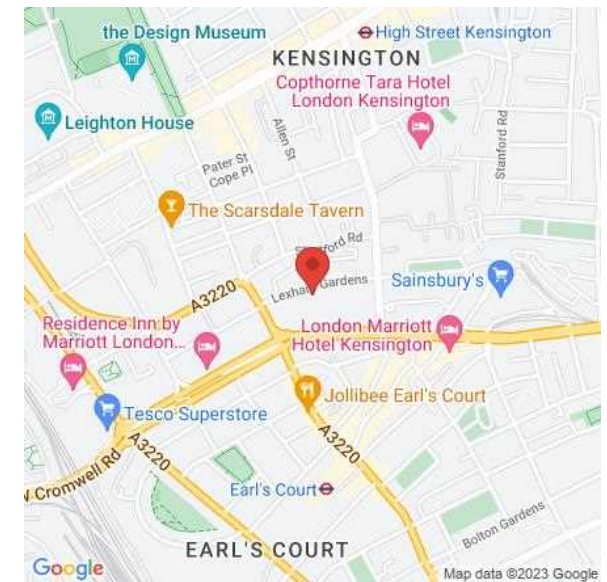 the Design Museum
High Street Kensington
KENSINGTON
Copthorne Tara Hotel
London Kensington
Leighton House
Allen St
Stanford Rd
Pater St
Cope Pl
The Scarsdale Tavern
Rd
Gardens
Sainsbury's
A3220
Residence Inn by
Marriott London...
London Marriott
Hotel Kensington
Jollibee Earl's Court
Tesco Superstore
A3220
A3220
Cromwell Rd
Earl's Court
Bolton Gardens
EARL'S COURT
Google
Map data ©2023 Google